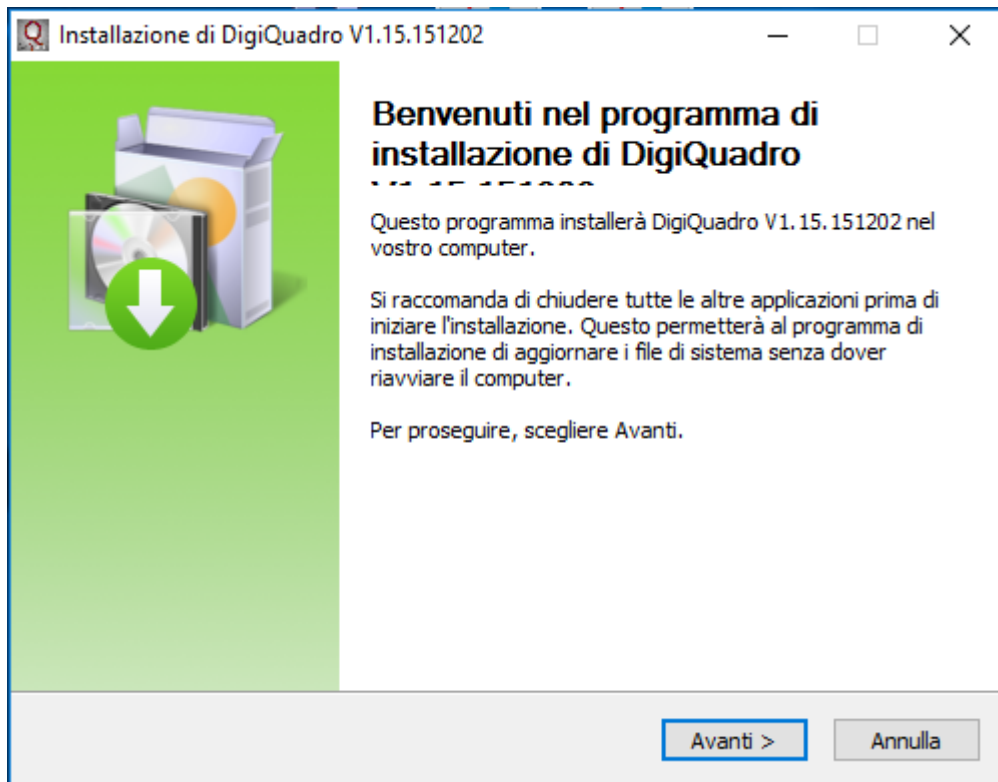 Installazione di DigiQuadro V1.15.151202
Benvenuti nel programma di
installazione di DigiQuadro
Questo programma installerà DigiQuadro V1.15.151202 nel
vostro computer.
Si raccomanda di chiudere tutte le altre applicazioni prima di
iniziare l'installazione. Questo permetterà al programma di
installazione di aggiornare i file di sistema senza dover
riavviare il computer.
Per proseguire, scegliere Avanti.
Avanti >
Annulla